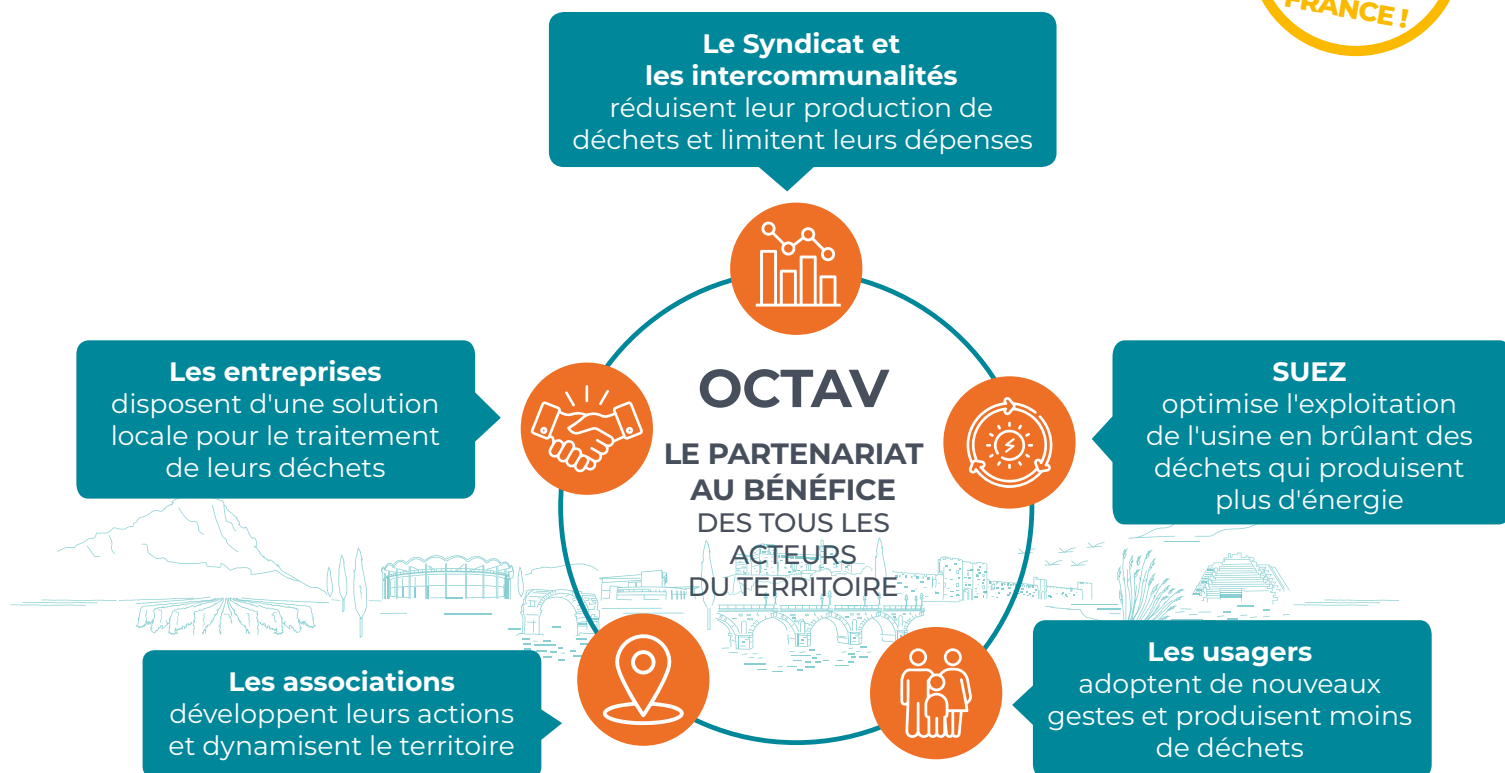 FRANCE !
Le Syndicat et
les intercommunalités
réduisent leur production de
déchets et limitent leurs dépenses
Les entreprises
disposent d'une solution
locale pour le traitement
de leurs déchets
OCTAV
LE PARTENARIAT
AU BÉNÉFICE
DES TOUS LES
ACTEURS
DU TERRITOIRE
SUEZ
optimise l'exploitation
de l'usine en brûlant des
déchets qui produisent
plus d'énergie
Les associations
développent leurs actions
et dynamisent le territoire
Les usagers
adoptent de nouveaux
gestes et produisent moins
de déchets